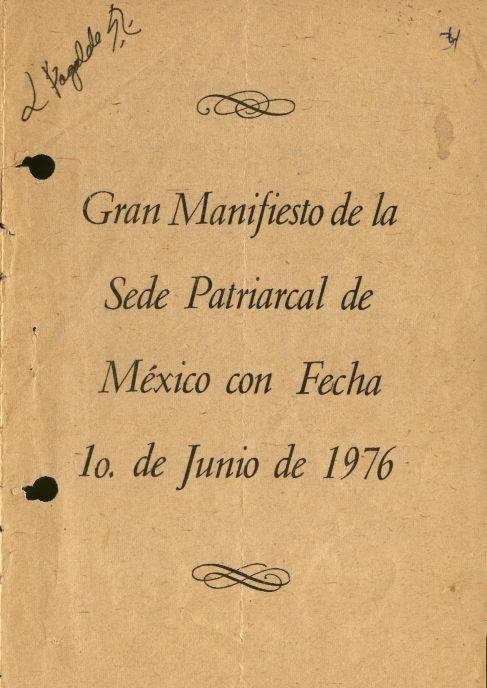 Gran Manifiesto de la
Sede Patriarcal de
México con Fecha
1o. de Junio de 1976